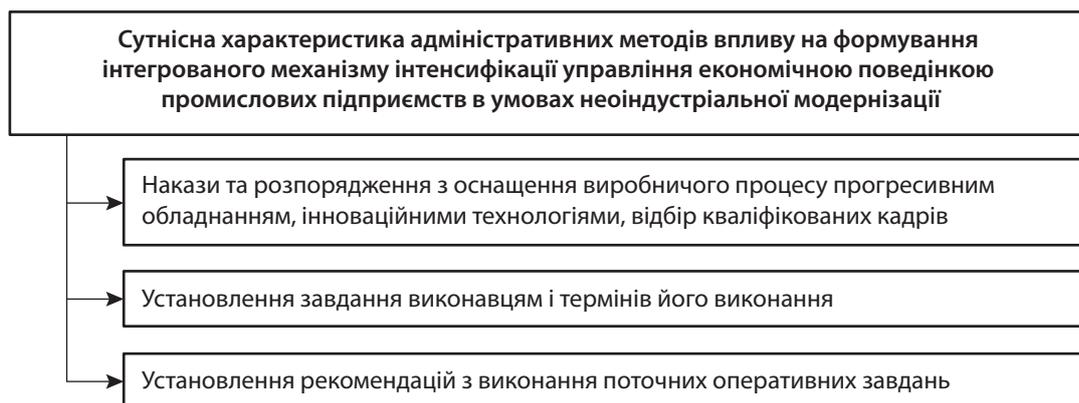 Сутнісна характеристика адміністративних методів впливу на формування
інтегрованого механізму інтенсифікації управління економічною поведінкою
промислових підприємств в умовах неоіндустріальної модернізації
Накази та розпорядження з оснащення виробничого процесу прогресивним
обладнанням, інноваційними технологіями, відбір кваліфікованих кадрів
Установлення завдання виконавцям і термінів його виконання
Установлення рекомендацій з виконання поточних оперативних завдань